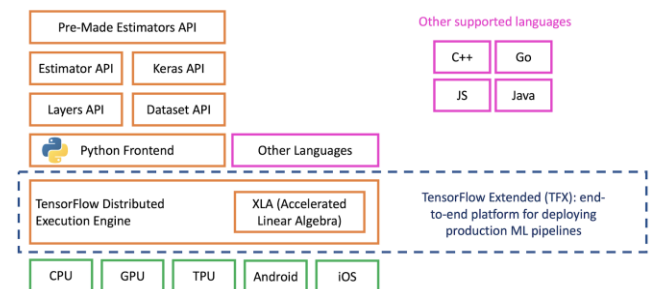 Pre-Made Estimators API
Other supported languages
Estimator API
Keras API
C++
Go
Layers API
Dataset API
JS
Java
Python Frontend
Other Languages
TensorFlow Distributed
Execution Engine
XLA (Accelerated
Linear Algebra)
TensorFlow Extended (TFX): end-
to-end platform for deploying
production ML pipelines
CPU
GPU
TPU
Android
iOS